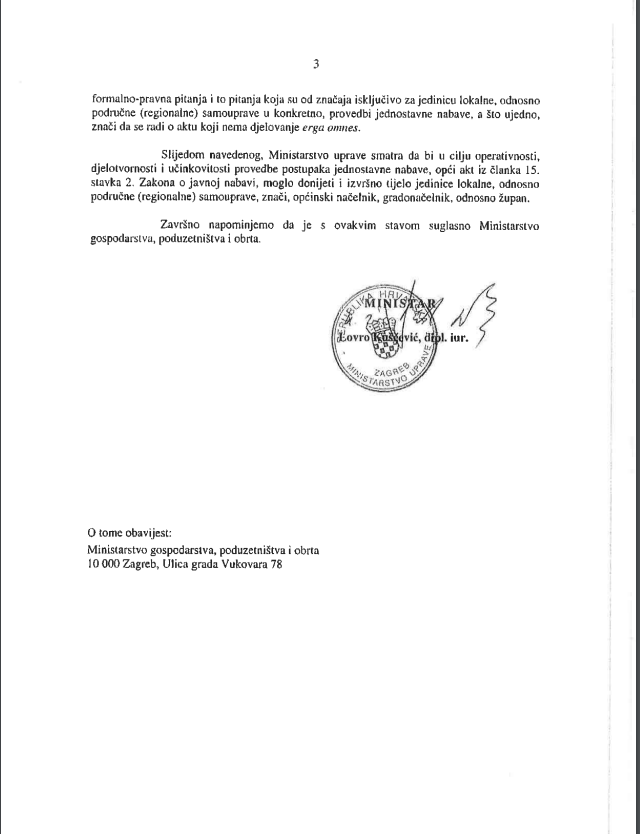 3
formalno-pravna pitanja i to pitanja koja su od značaja isključivo za jedinicu lokalne, odnosno
područne (regionalne) samouprave u konkretno, provedbi jednostavne nabave, a što ujedno,
znači da se radi o aktu koji nema djelovanje erga omnes.
Slijedom navedenog, Ministarstvo uprave smatra da bi u cilju operativnosti,
djelotvornosti i učinkovitosti provedbe postupaka jednostavne nabave, opći akt iz članka 15.
stavka 2. Zakona o javnoj nabavi, moglo donijeti i izvršno tijelo jedinice lokalne, odnosno
područne (regionalne) samouprave, znači, općinski načelnik, gradonačelnik, odnosno župan.
Završno napominjemo da je s ovakvim stavom suglasno Ministarstvo
gospodarstva, poduzetništva i obrta.
MINISTAR
Lovro Kuščević, dipl. iur.
REPUBLIKA HRVATSKA
MINISTARSTVO UPRAVE
ZAGREB
O tome obavijest:
Ministarstvo gospodarstva, poduzetništva i obrta
10 000 Zagreb, Ulica grada Vukovara 78